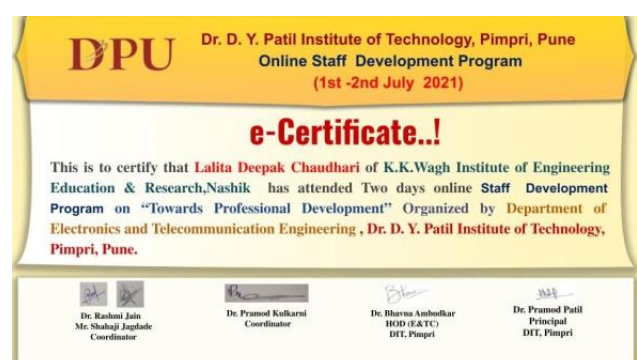 DPU
Dr. D. Y. Patil Institute of Technology, Pimpri, Pune
Online Staff Development Program
(1st -2nd July 2021)
e-Certificate..!
This is to certify that Lalita Deepak Chaudhari of K.K.Wagh Institute of Engineering
Education & Research,Nashik has attended Two days online Staff Development
Program on “Towards Professional Development” Organized by Department of
Electronics and Telecommunication Engineering , Dr. D. Y. Patil Institute of Technology,
Pimpri, Pune.
Dr. Rashmi Jain
Mr. Shahaji Jagdade
Coordinator
Dr. Pramod Kulkarni
Coordinator
Dr. Bhavna Ambudkar
HOD (E&TC)
DIT, Pimpri
Dr. Pramod Patil
Principal
DIT, Pimpri